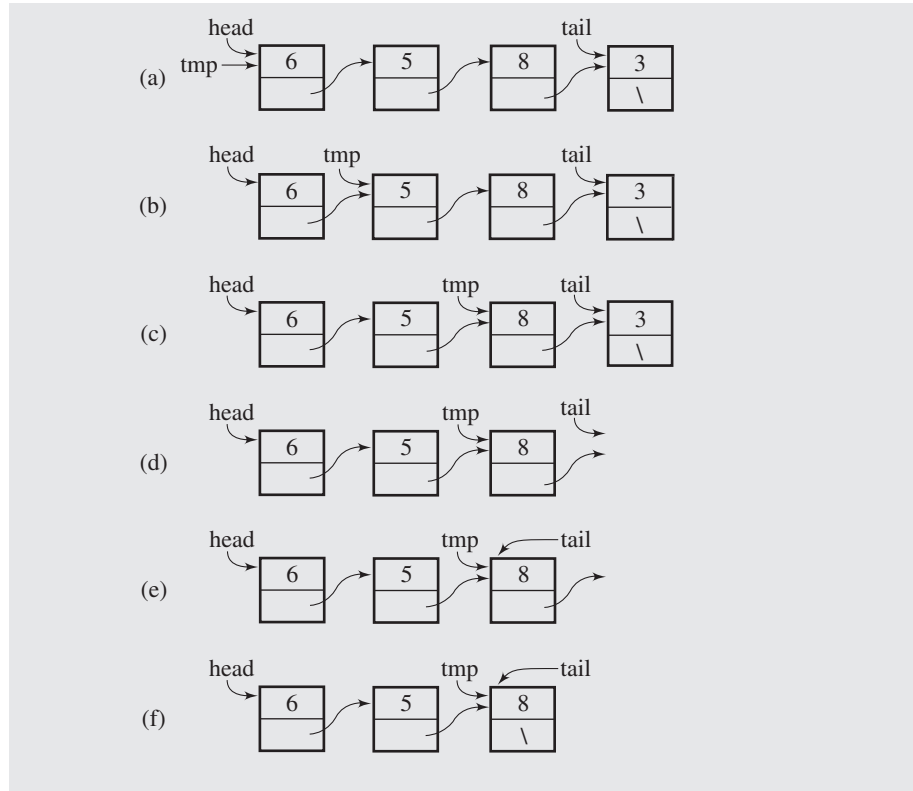 head tail
(a) tmp 6 5 8 3
\
head tmp tail
(b) 6 5 8 3
\
head tmp tail
(c) 6 5 8 3
\
head tmp tail
(d) 6 5 8
head tmp tail
(e) 6 5 8
head tmp tail
(f) 6 5 8
\